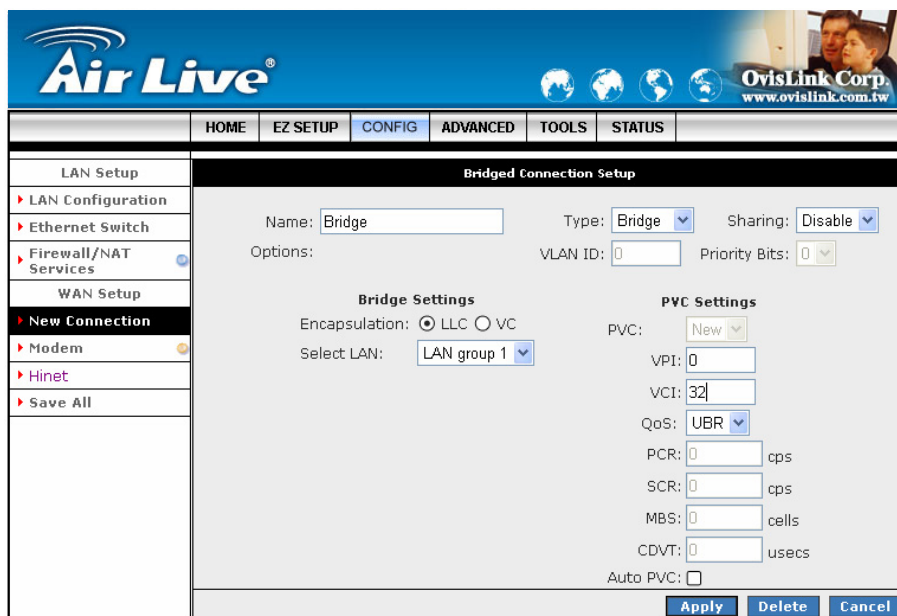 Air Live®
OvisLink Corp.
www.ovislink.com.tw
HOME EZ SETUP CONFIG ADVANCED TOOLS STATUS
LAN Setup
LAN Configuration
Ethernet Switch
Firewall/NAT
Services
WAN Setup
New Connection
Modem
Hinet
Save All
Bridged Connection Setup
Name: Bridge Type: Bridge Sharing: Disable
Options: VLAN ID: 0 Priority Bits: 0
Bridge Settings
Encapsulation: LLC VC
Select LAN: LAN group 1
PVC Settings
PVC: New
VPI: 0
VCI: 32
QoS: UBR
PCR: 0 cps
SCR: 0 cps
MBS: 0 cells
CDVT: 0 usecs
Auto PVC:
Apply Delete Cancel